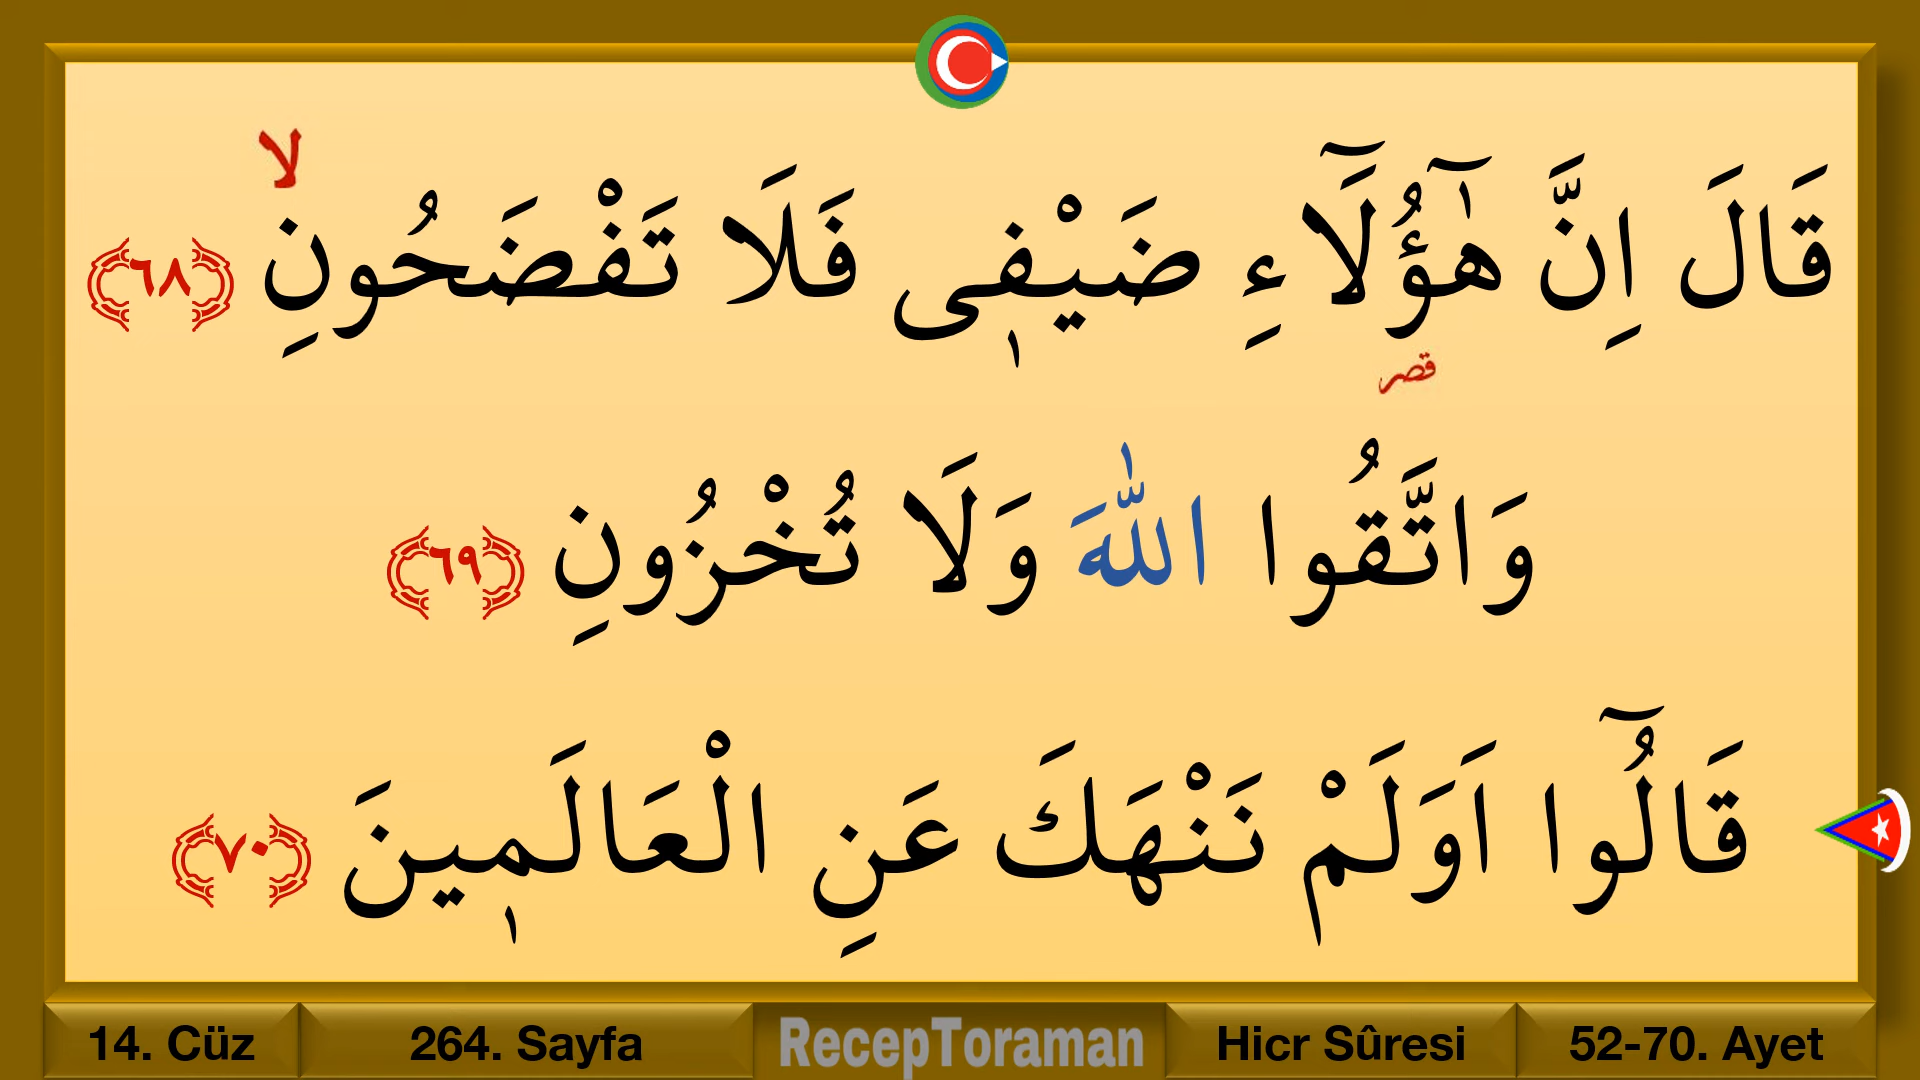 قَالَ اِنَّ هٰٓؤُ۬لَٓاءِ ضَيْفٖى فَلَا تَفْضَحُونِۙ ﴿٦٨﴾
قصر
وَاتَّقُوا اللّٰهَ وَلَا تُخْزُونِ ﴿٦٩﴾
قَالُٓوا اَوَلَمْ نَنْهَكَ عَنِ الْعَالَمٖينَ ﴿٧٠﴾
14. Cüz 264. Sayfa RecepToraman Hicr Sûresi 52-70. Ayet